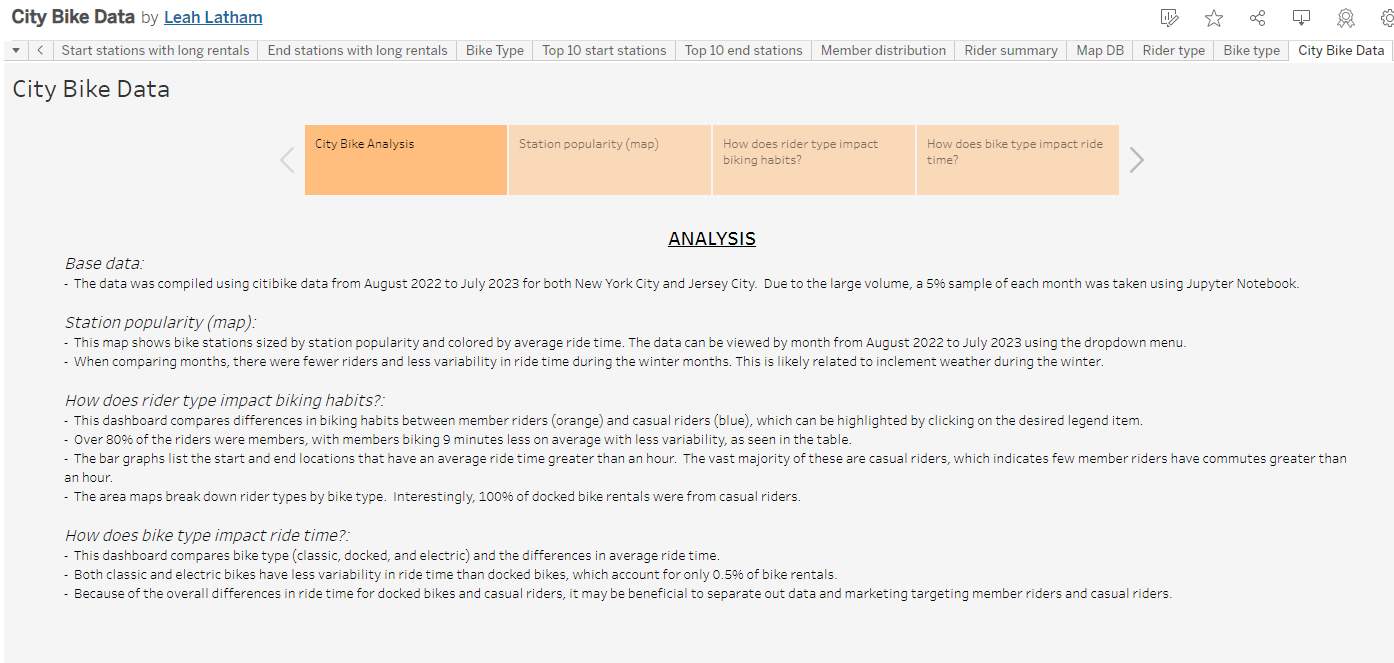 City Bike Data by Leah Latham
Start stations with long rentals End stations with long rentals Bike Type Top 10 start stations Top 10 end stations Member distribution Rider summary Map DB Rider type Bike type City Bike Data
City Bike Data
City Bike Analysis
Station popularity (map)
How does rider type impact
biking habits?
How does bike type impact ride
time?
ANALYSIS
Base data:
- The data was compiled using citibike data from August 2022 to July 2023 for both New York City and Jersey City.  Due to the large volume, a 5% sample of each month was taken using Jupyter Notebook.
Station popularity (map):
- This map shows bike stations sized by station popularity and colored by average ride time. The data can be viewed by month from August 2022 to July 2023 using the dropdown menu.
- When comparing months, there were fewer riders and less variability in ride time during the winter months. This is likely related to inclement weather during the winter.
How does rider type impact biking habits?:
- This dashboard compares differences in biking habits between member riders (orange) and casual riders (blue), which can be highlighted by clicking on the desired legend item.
- Over 80% of the riders were members, with members biking 9 minutes less on average with less variability, as seen in the table.
- The bar graphs list the start and end locations that have an average ride time greater than an hour.  The vast majority of these are casual riders, which indicates few member riders have commutes greater than
an hour.
- The area maps break down rider types by bike type.  Interestingly, 100% of docked bike rentals were from casual riders.
How does bike type impact ride time?:
- This dashboard compares bike type (classic, docked, and electric) and the differences in average ride time.
- Both classic and electric bikes have less variability in ride time than docked bikes, which account for only 0.5% of bike rentals.
- Because of the overall differences in ride time for docked bikes and casual riders, it may be beneficial to separate out data and marketing targeting member riders and casual riders.